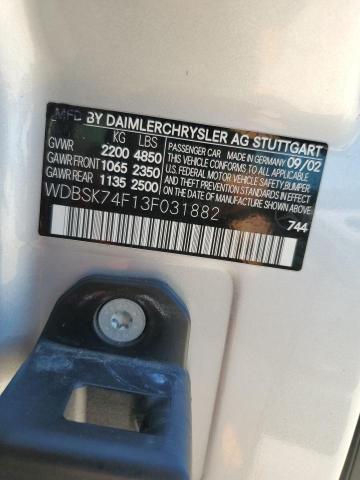 MFD BY DAIMLERCHRYSLER AG STUTTGART
KG LBS
GVWR 2200 4850
GAWR FRONT 1065 2350
GAWR REAR 1135 2500
PASSENGER CAR
MADE IN GERMANY 09/02
THIS VEHICLE CONFORMS TO ALL APPLICABLE
U.S. FEDERAL MOTOR VEHICLE SAFETY, BUMPER
AND THEFT PREVENTION STANDARDS IN EFFECT
ON THE DATE OF MANUFACTURE SHOWN ABOVE
WDBSK74F13F031882
744